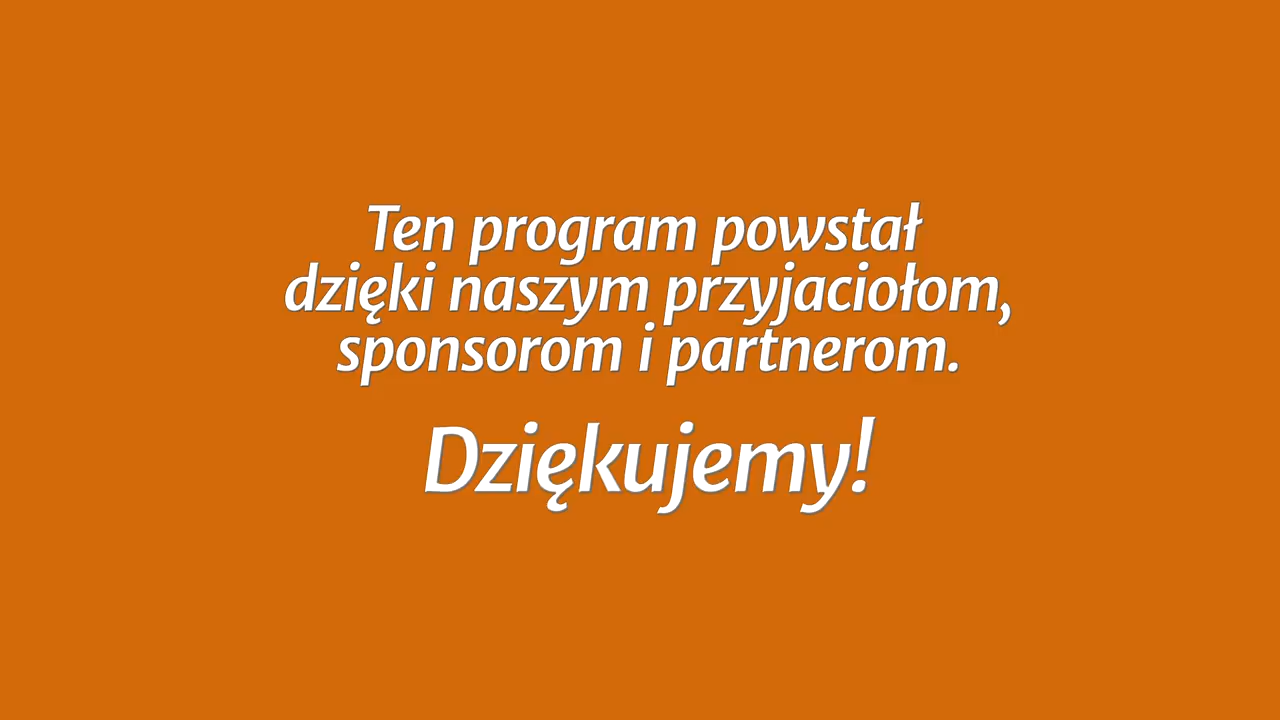 Ten program powstał
dzięki naszym przyjaciołom,
sponsorom i partnerom.
Dziękujemy!